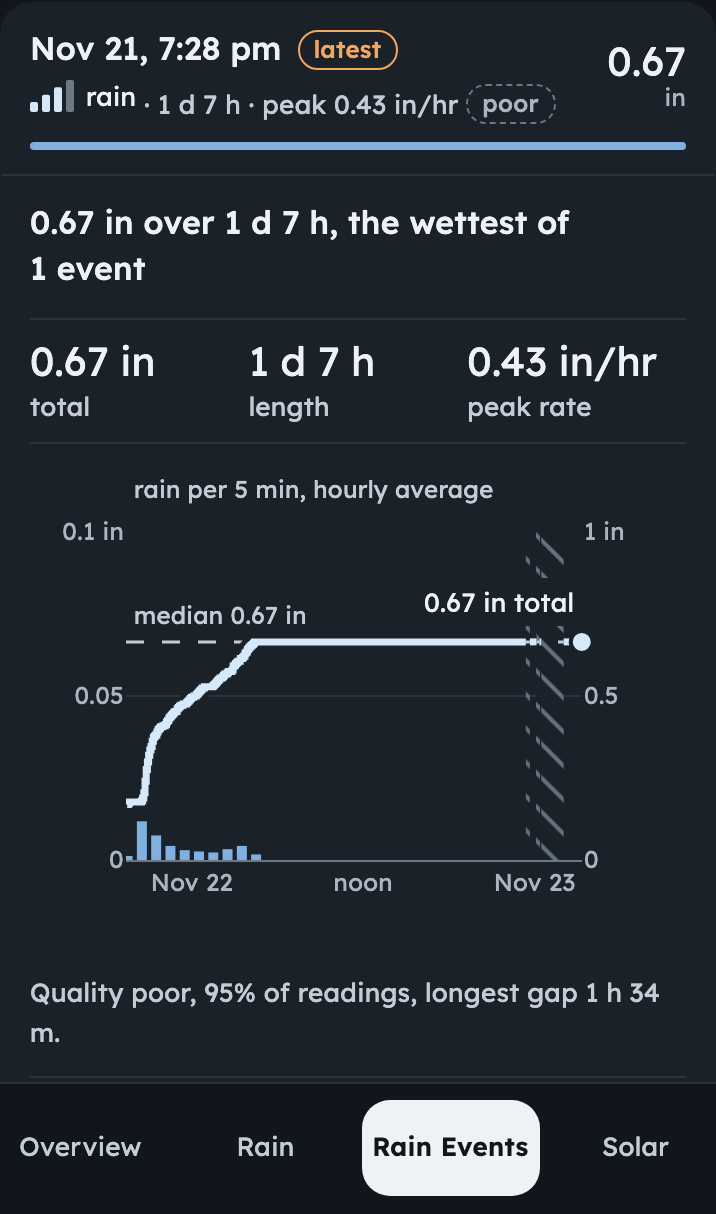 Nov 21, 7:28 pm latest
0.67
in
rain · 1 d 7 h · peak 0.43 in/hr poor
0.67 in over 1 d 7 h, the wettest of
1 event
0.67 in
total
1 d 7 h
length
0.43 in/hr
peak rate
rain per 5 min, hourly average
0.1 in
1 in
0.67 in total
median 0.67 in
0.05
0.5
0
0
Nov 22
noon
Nov 23
Quality poor, 95% of readings, longest gap 1 h 34
m.
Overview
Rain
Rain Events
Solar